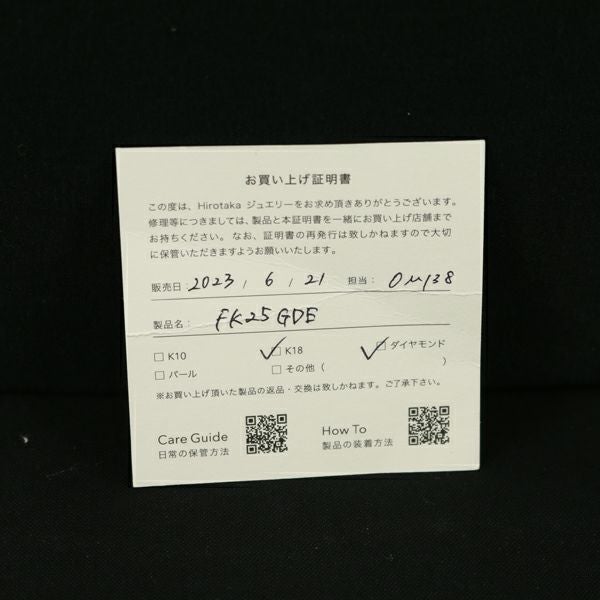 お買い上げ証明書
この度は、Hirotaka ジュエリーをお求め頂きありがとうございます。
修理等につきましては、製品と本証明書を一緒にお買い上げ店舗まで
お持ちください。なお、証明書の再発行は致しかねますので大切
に保管いただきますようお願いいたします。
販売日: 2023 , 6 , 21 担当:
製品名: FK25 GDE
□ K10 ☑ K18 ☑ ダイヤモンド
□ パール □ その他 ( )
※お買い上げ頂いた製品の返品・交換は致しかねます。ご了承下さい。
Care Guide
日常の保管方法
How To
製品の装着方法